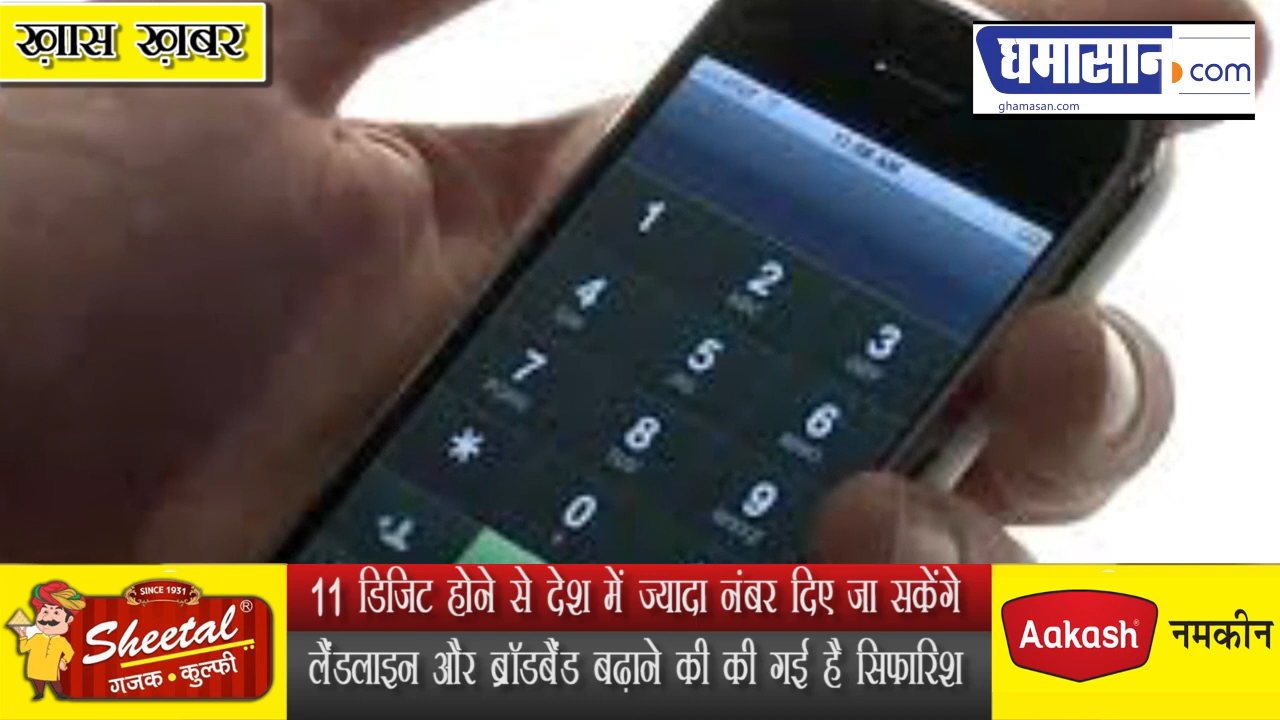 ख़ास ख़बर
घमासान.com
ghamasan.com
1
2
3
4
5
6
7
8
9
*
0
11 डिजिट होने से देश में ज्यादा नंबर दिए जा सकेंगे
लैंडलाइन और ब्रॉडबैंड बढ़ाने की की गई है सिफारिश
SINCE 1931
Sheetal®
गजक • कुल्फी
Aakash® नमकीन